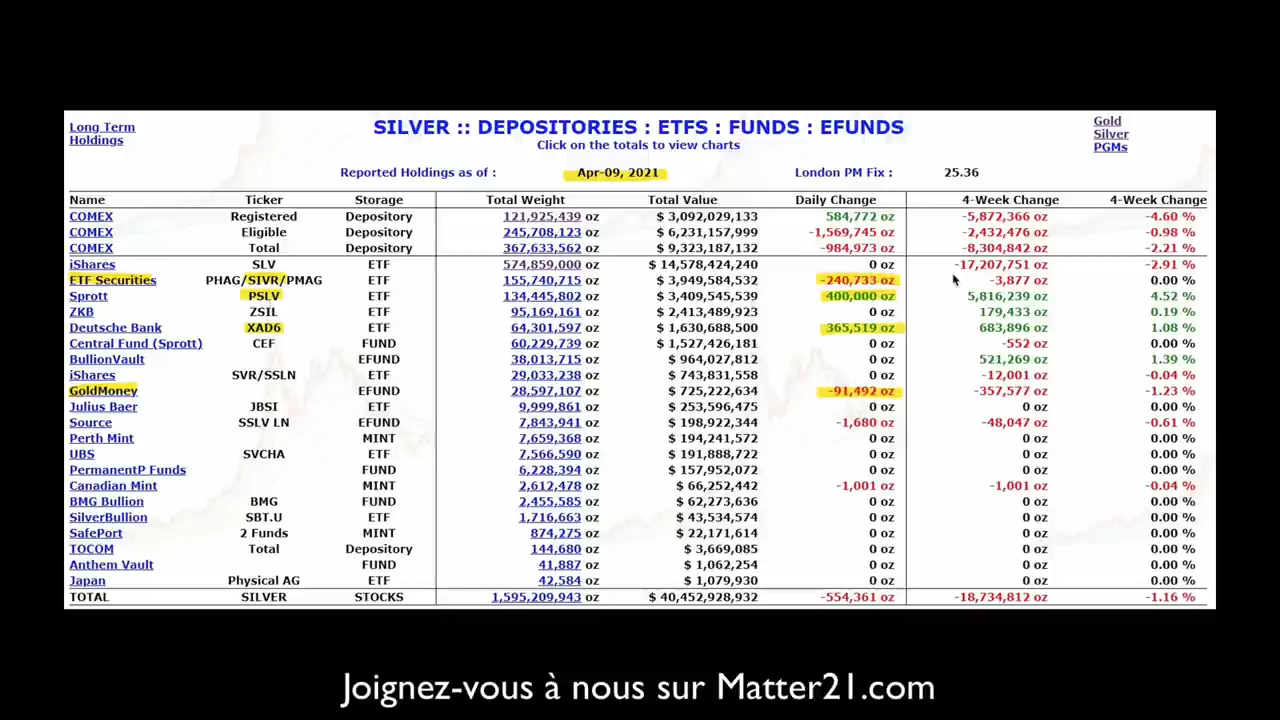 Long Term
Holdings
SILVER :: DEPOSITORIES : ETFS : FUNDS : EFUNDS
Click on the totals to view charts
Gold
Silver
PGMs
Reported Holdings as of : Apr-09, 2021 London PM Fix : 25.36
Name Ticker Storage Total Weight Total Value Daily Change 4-Week Change 4-Week Change
COMEX Registered Depository 121,925,439 oz $ 3,092,029,133 584,772 oz -5,872,366 oz -4.60 %
COMEX Eligible Depository 245,708,123 oz $ 6,231,157,999 -1,569,745 oz -2,432,476 oz -0.98 %
COMEX Total Depository 367,633,562 oz $ 9,323,187,132 -984,973 oz -8,304,842 oz -2.21 %
iShares SLV ETF 574,859,000 oz $ 14,578,424,240 0 oz -17,207,751 oz -2.91 %
ETF Securities PHAG/SIVR/PMAG ETF 155,740,715 oz $ 3,949,584,532 -240,733 oz -3,877 oz 0.00 %
Sprott PSLV ETF 134,445,802 oz $ 3,409,545,539 400,000 oz 5,816,239 oz 4.52 %
ZKB ZSIL ETF 95,169,161 oz $ 2,413,489,923 0 oz 179,433 oz 0.19 %
Deutsche Bank XAD6 ETF 64,301,597 oz $ 1,630,688,500 365,519 oz 683,896 oz 1.08 %
Central Fund (Sprott) CEF FUND 60,229,739 oz $ 1,527,426,181 0 oz -552 oz 0.00 %
BullionVault EFUND 38,013,715 oz $ 964,027,812 0 oz 521,269 oz 1.39 %
iShares SVR/SSLN ETF 29,033,238 oz $ 743,831,558 0 oz -12,001 oz -0.04 %
GoldMoney EFUND 28,597,107 oz $ 725,222,634 -91,492 oz -357,577 oz -1.23 %
Julius Baer JBSI ETF 9,999,861 oz $ 253,596,475 0 oz 0 oz 0.00 %
Source SSLV LN EFUND 7,843,941 oz $ 198,922,344 -1,680 oz -48,047 oz -0.61 %
Perth Mint MINT 7,659,368 oz $ 194,241,572 0 oz 0 oz 0.00 %
UBS SVCHA ETF 7,566,590 oz $ 191,888,722 0 oz 0 oz 0.00 %
PermanentP Funds FUND 6,228,394 oz $ 157,952,072 0 oz 0 oz 0.00 %
Canadian Mint MINT 2,612,478 oz $ 66,252,442 -1,001 oz -1,001 oz -0.04 %
BMG Bullion BMG FUND 2,455,585 oz $ 62,273,636 0 oz 0 oz 0.00 %
SilverBullion SBT.U ETF 1,716,663 oz $ 43,534,574 0 oz 0 oz 0.00 %
SafePort 2 Funds MINT 874,275 oz $ 22,171,614 0 oz 0 oz 0.00 %
TOCOM Total Depository 144,680 oz $ 3,669,085 0 oz 0 oz 0.00 %
Anthem Vault FUND 41,887 oz $ 1,062,254 0 oz 0 oz 0.00 %
Japan Physical AG ETF 42,584 oz $ 1,079,930 0 oz 0 oz 0.00 %
TOTAL SILVER STOCKS 1,595,209,943 oz $ 40,452,928,932 -554,361 oz -18,734,812 oz -1.16 %
Joignez-vous à nous sur Matter21.com